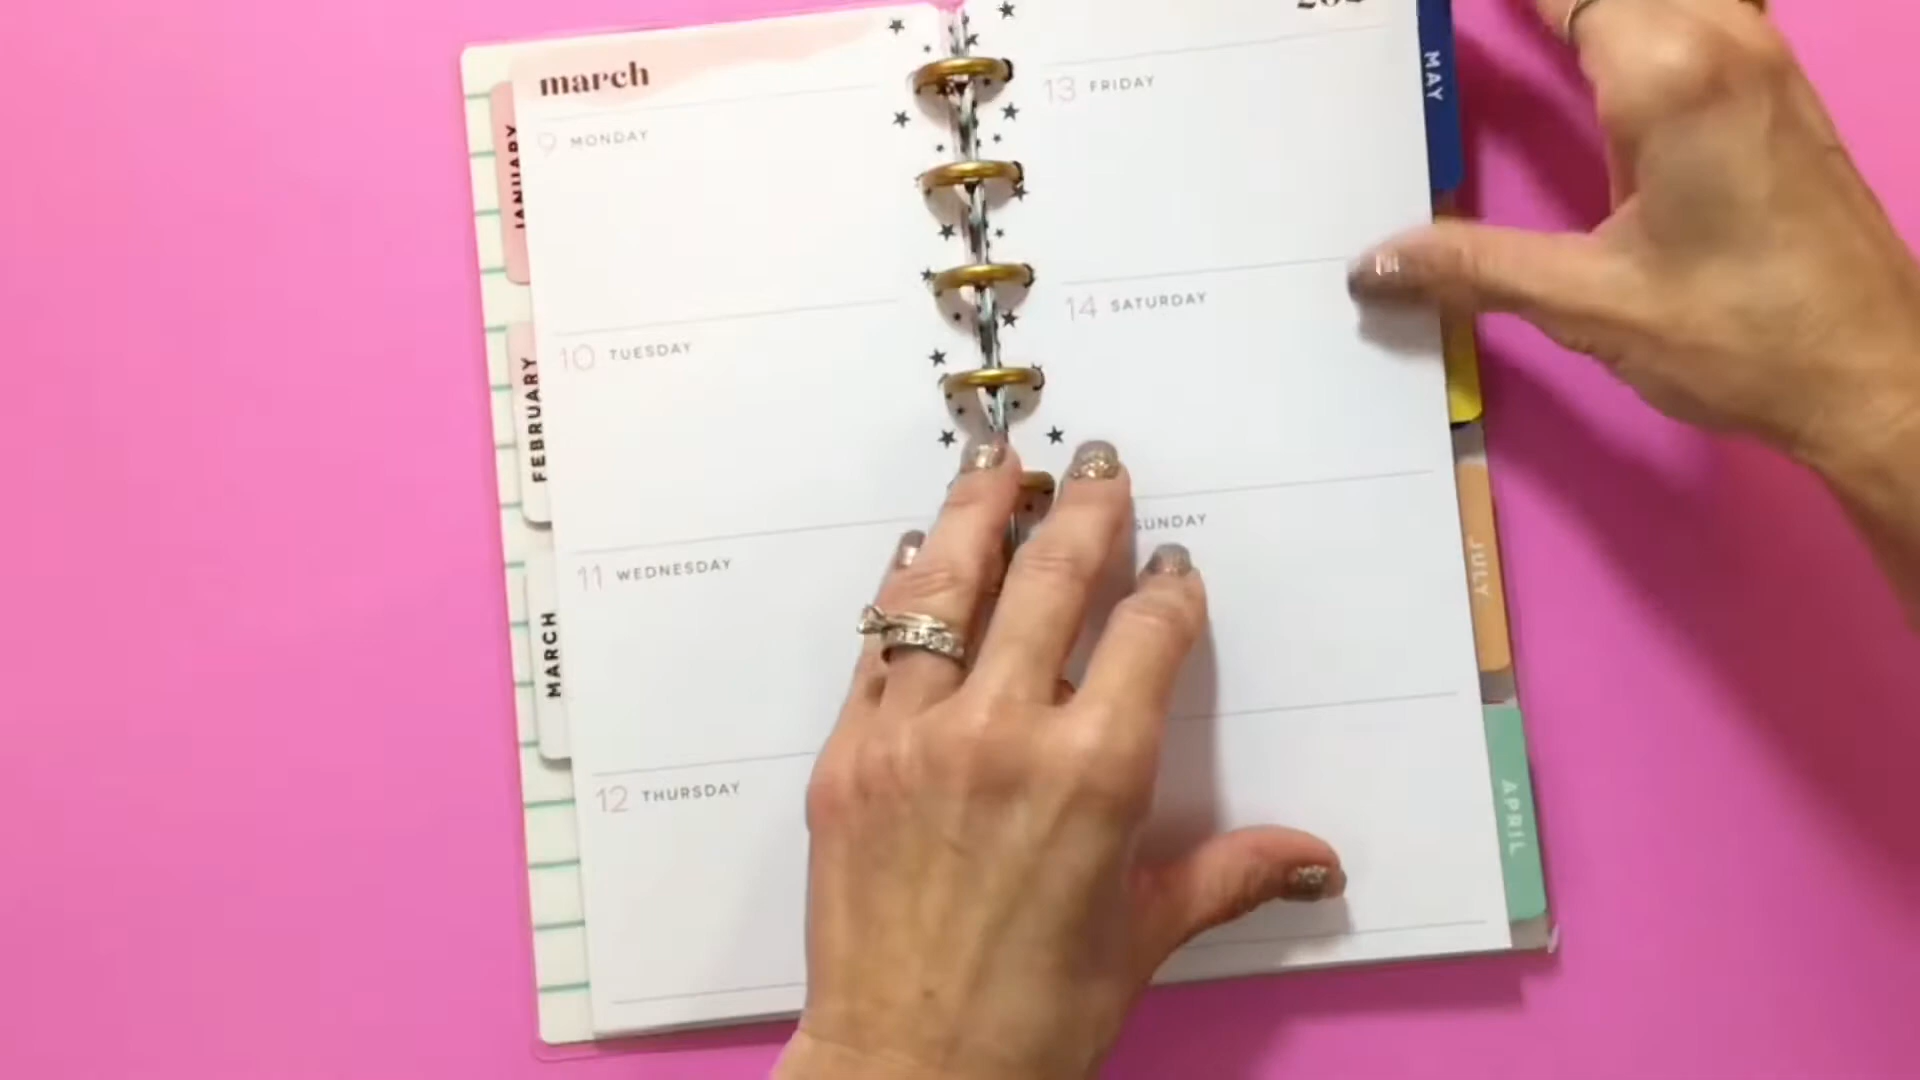 march
9 MONDAY
10 TUESDAY
11 WEDNESDAY
12 THURSDAY
13 FRIDAY
14 SATURDAY
SUNDAY
JANUARY
FEBRUARY
MARCH
MAY
JULY
APRIL